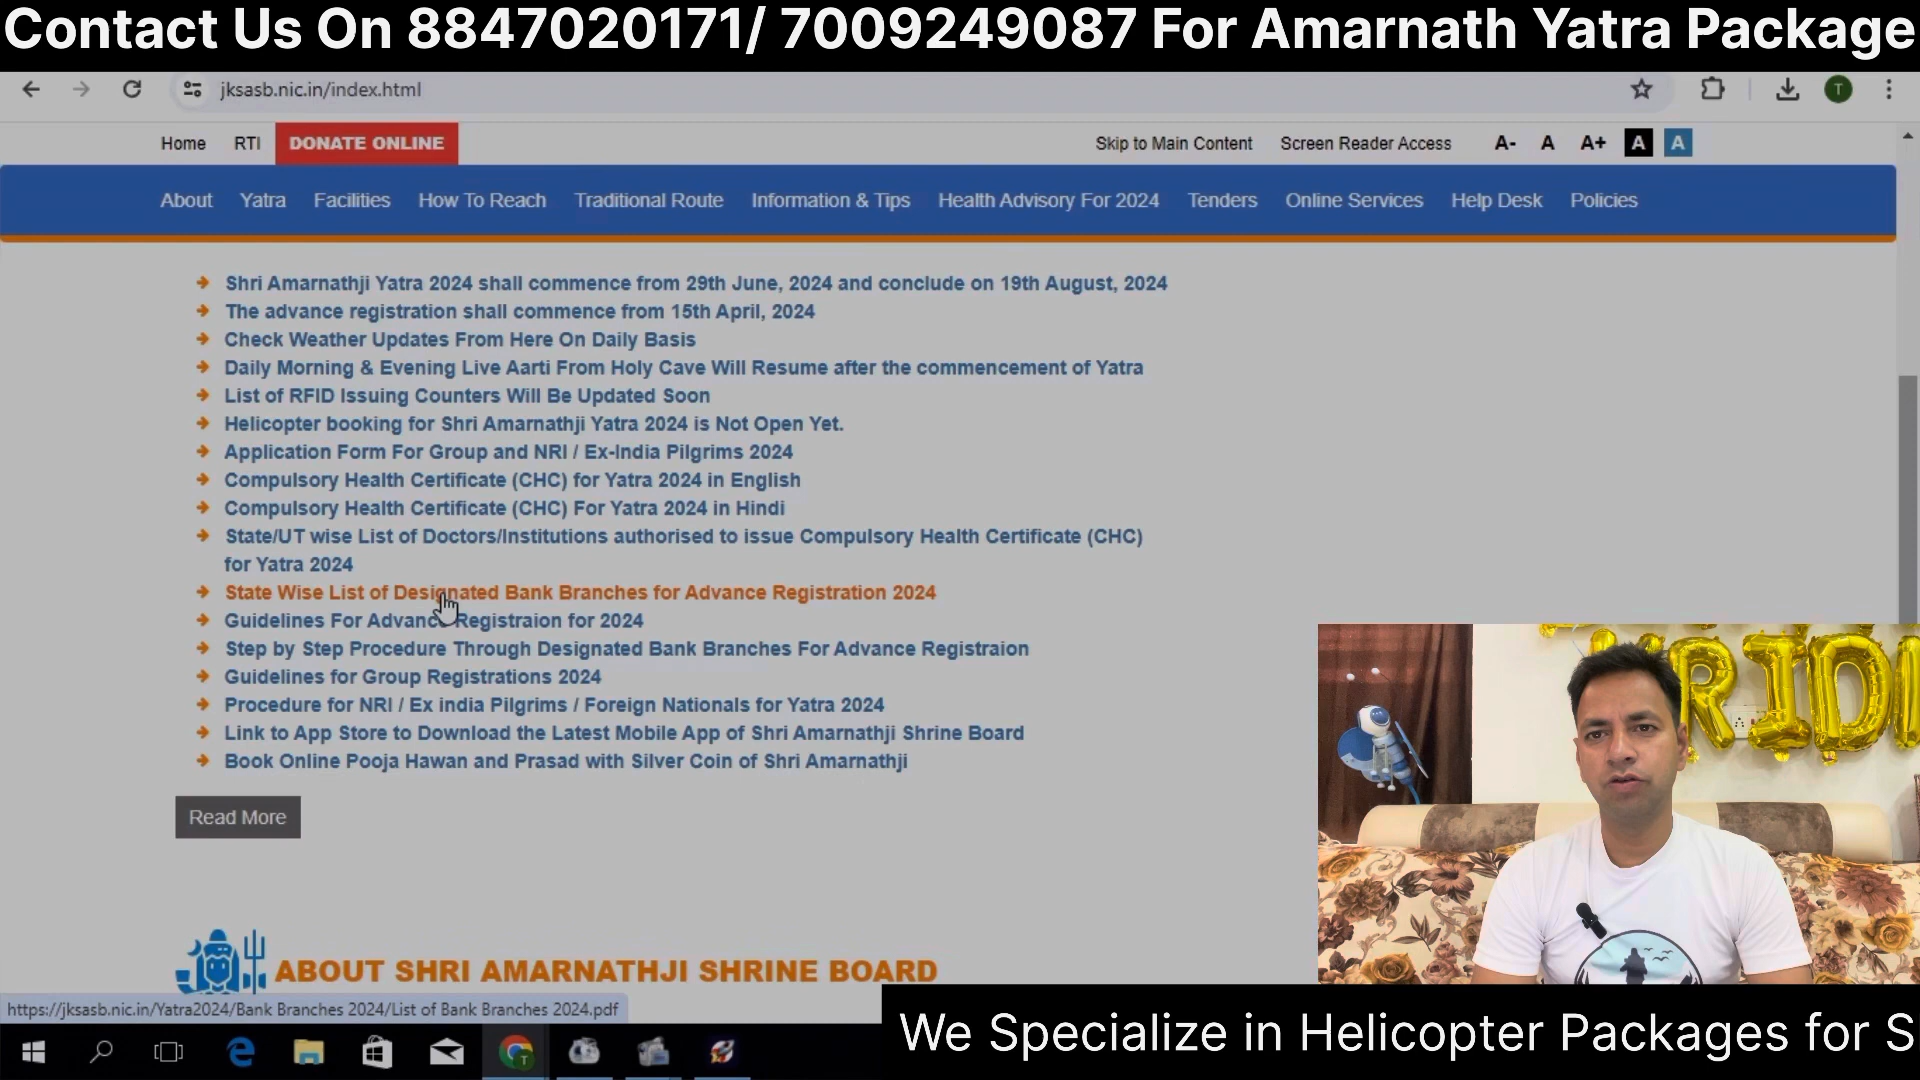 Contact Us On 8847020171/ 7009249087 For Amarnath Yatra Package
jksasb.nic.in/index.html
T
Home RTI DONATE ONLINE Skip to Main Content Screen Reader Access A- A A+ A A
About Yatra Facilities How To Reach Traditional Route Information & Tips Health Advisory For 2024 Tenders Online Services Help Desk Policies
Shri Amarnathji Yatra 2024 shall commence from 29th June, 2024 and conclude on 19th August, 2024
The advance registration shall commence from 15th April, 2024
Check Weather Updates From Here On Daily Basis
Daily Morning & Evening Live Aarti From Holy Cave Will Resume after the commencement of Yatra
List of RFID Issuing Counters Will Be Updated Soon
Helicopter booking for Shri Amarnathji Yatra 2024 is Not Open Yet.
Application Form For Group and NRI / Ex-India Pilgrims 2024
Compulsory Health Certificate (CHC) for Yatra 2024 in English
Compulsory Health Certificate (CHC) For Yatra 2024 in Hindi
State/UT wise List of Doctors/Institutions authorised to issue Compulsory Health Certificate (CHC)
for Yatra 2024
State Wise List of Designated Bank Branches for Advance Registration 2024
Guidelines For Advance Registraion for 2024
Step by Step Procedure Through Designated Bank Branches For Advance Registraion
Guidelines for Group Registrations 2024
Procedure for NRI / Ex india Pilgrims / Foreign Nationals for Yatra 2024
Link to App Store to Download the Latest Mobile App of Shri Amarnathji Shrine Board
Book Online Pooja Hawan and Prasad with Silver Coin of Shri Amarnathji
Read More
RIDI
ABOUT SHRI AMARNATHJI SHRINE BOARD
https://jksasb.nic.in/Yatra2024/Bank Branches 2024/List of Bank Branches 2024.pdf
We Specialize in Helicopter Packages for S